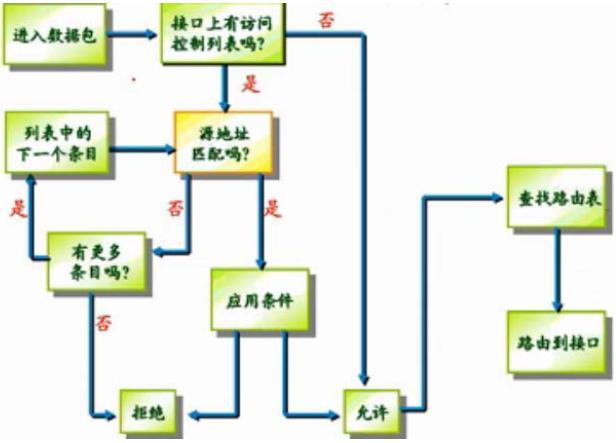 进入数据包
接口上有访问
控制列表吗?
否
是
列表中的
下一个条目
源地址
匹配吗?
查找路由表
是
否
是
有更多
条目吗?
应用条件
否
路由到接口
拒绝
允许